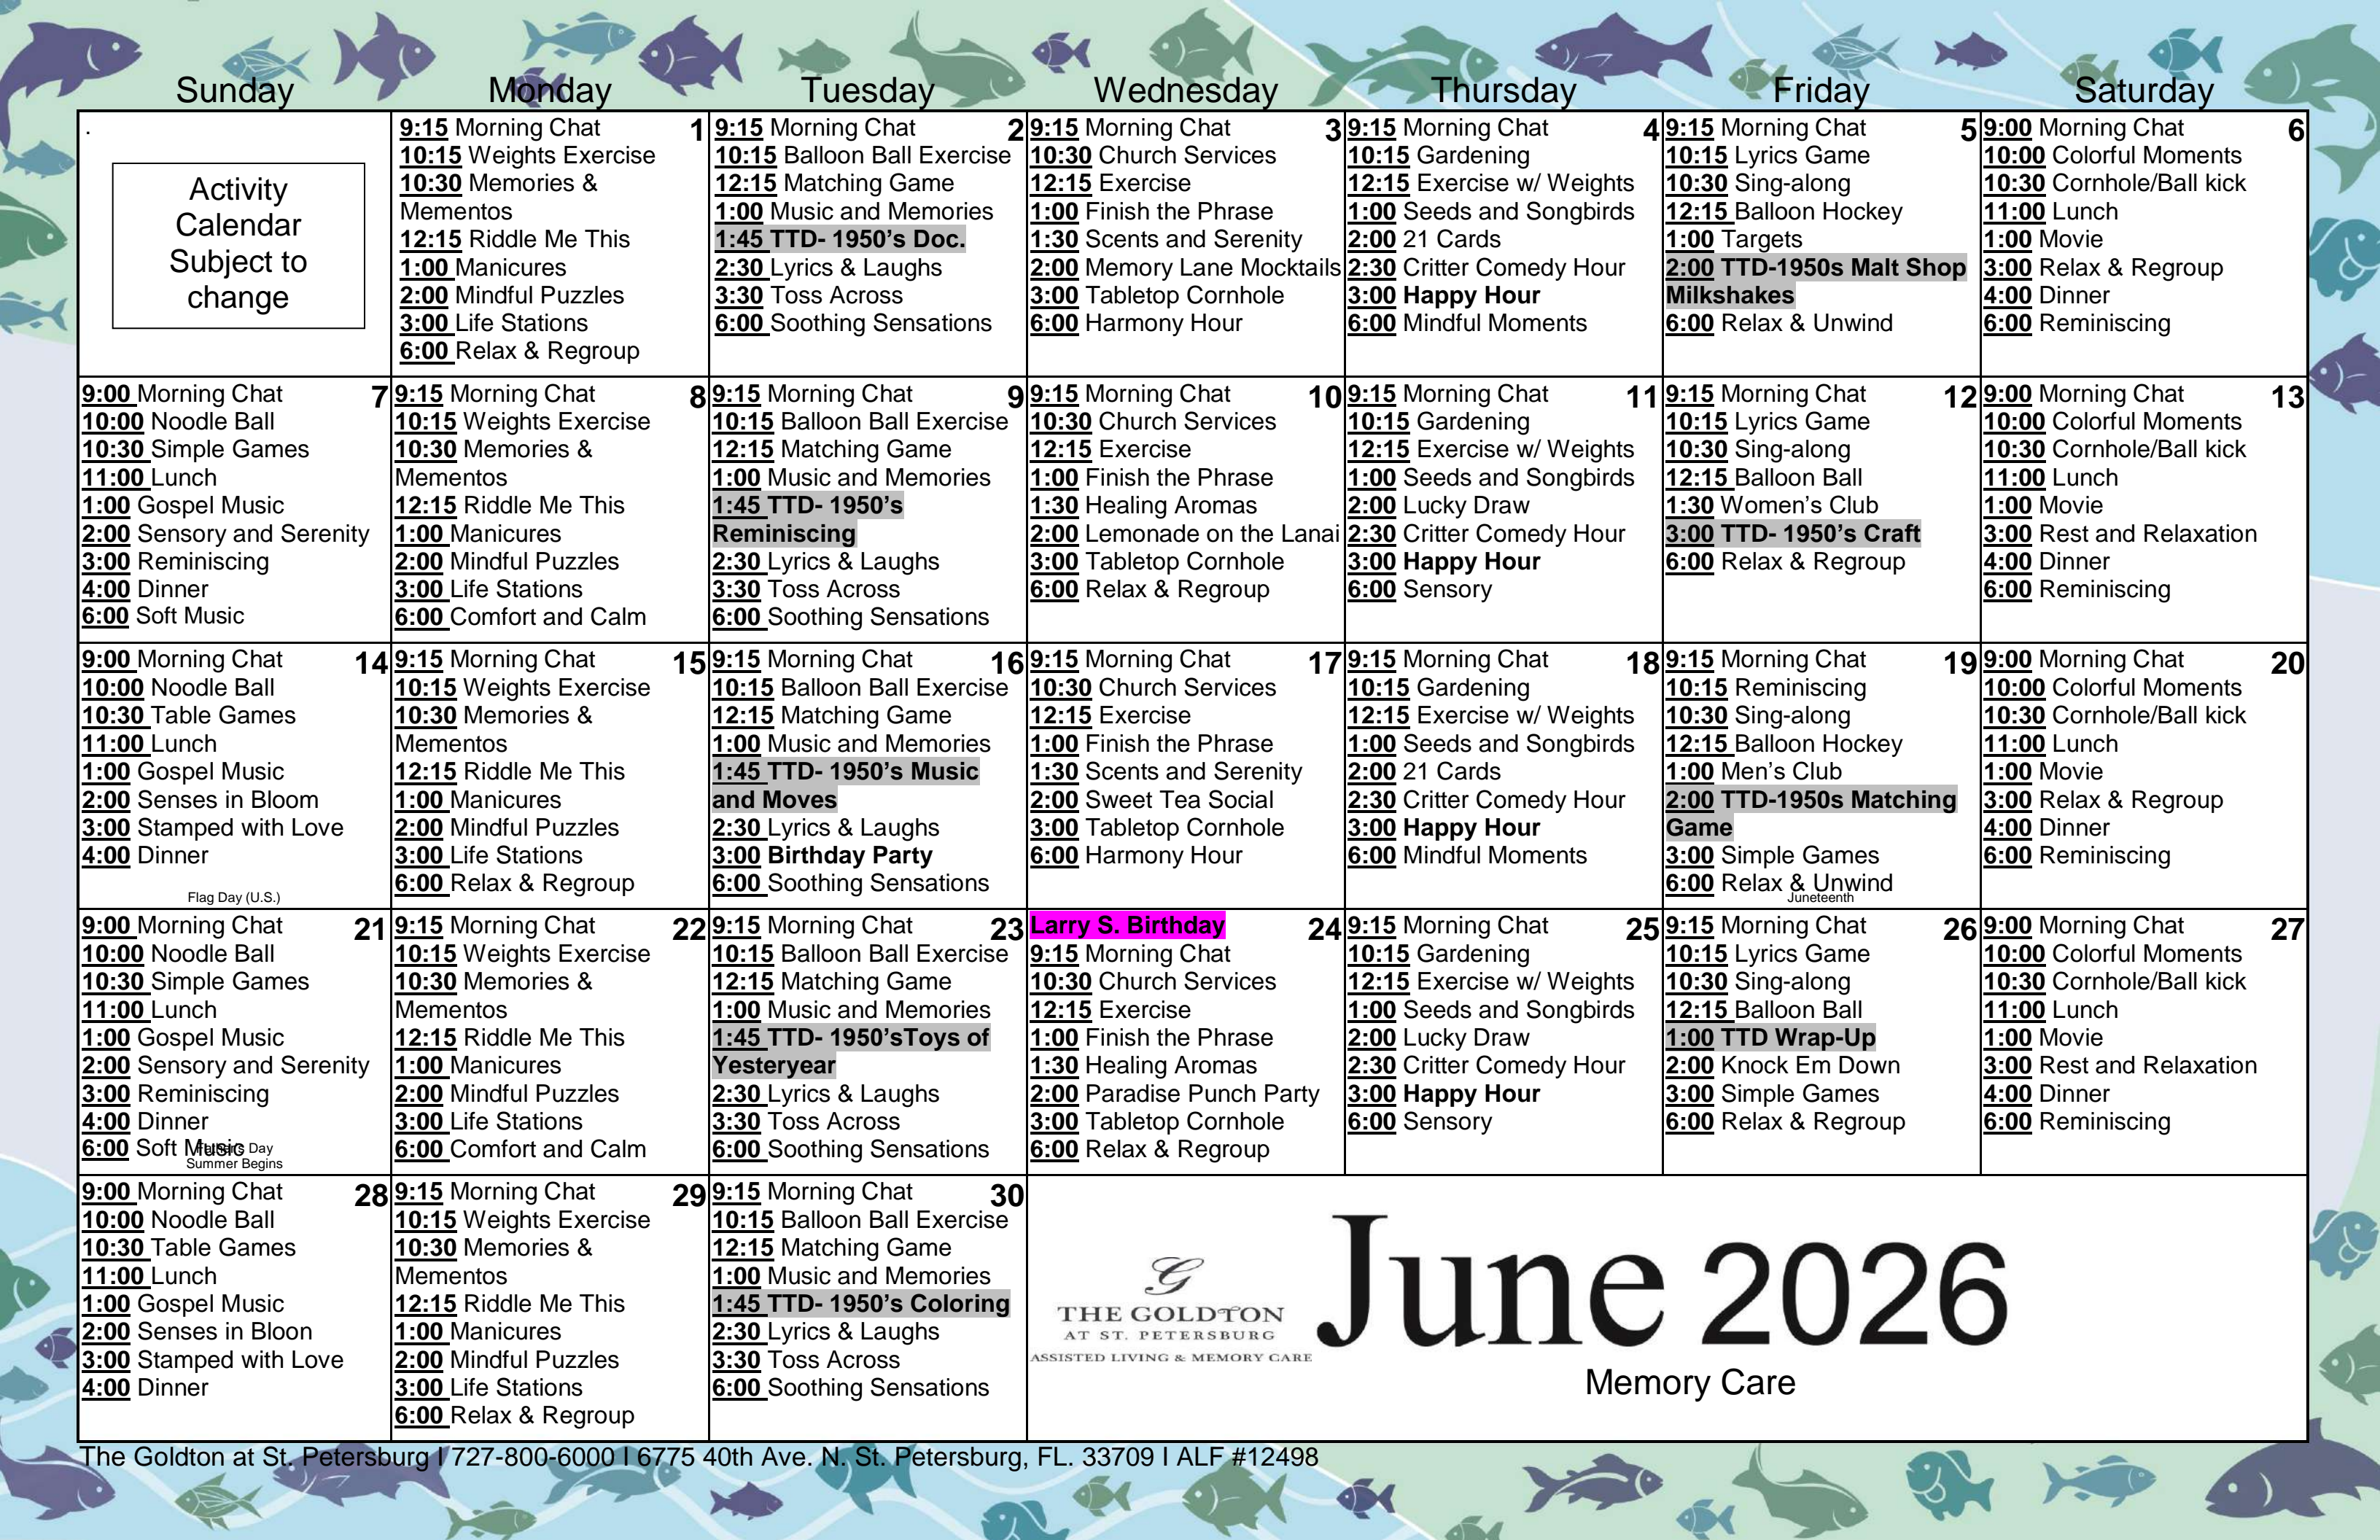 Sunday Monday Tuesday Wednesday Thursday Friday Saturday
.
Activity
Calendar
Subject to
change
1
9:15 Morning Chat
10:15 Weights Exercise
10:30 Memories &
Mementos
12:15 Riddle Me This
1:00 Manicures
2:00 Mindful Puzzles
3:00 Life Stations
6:00 Relax & Regroup
2
9:15 Morning Chat
10:15 Balloon Ball Exercise
12:15 Matching Game
1:00 Music and Memories
1:45 TTD- 1950's Doc.
2:30 Lyrics & Laughs
3:30 Toss Across
6:00 Soothing Sensations
3
9:15 Morning Chat
10:30 Church Services
12:15 Exercise
1:00 Finish the Phrase
1:30 Scents and Serenity
2:00 Memory Lane Mocktails
3:00 Tabletop Cornhole
6:00 Harmony Hour
4
9:15 Morning Chat
10:15 Gardening
12:15 Exercise w/ Weights
1:00 Seeds and Songbirds
2:00 21 Cards
2:30 Critter Comedy Hour
3:00 Happy Hour
6:00 Mindful Moments
5
9:15 Morning Chat
10:15 Lyrics Game
10:30 Sing-along
12:15 Balloon Hockey
1:00 Targets
2:00 TTD-1950s Malt Shop
Milkshakes
6:00 Relax & Unwind
6
9:00 Morning Chat
10:00 Colorful Moments
10:30 Cornhole/Ball kick
11:00 Lunch
1:00 Movie
3:00 Relax & Regroup
4:00 Dinner
6:00 Reminiscing
7
9:00 Morning Chat
10:00 Noodle Ball
10:30 Simple Games
11:00 Lunch
1:00 Gospel Music
2:00 Sensory and Serenity
3:00 Reminiscing
4:00 Dinner
6:00 Soft Music
8
9:15 Morning Chat
10:15 Weights Exercise
10:30 Memories &
Mementos
12:15 Riddle Me This
1:00 Manicures
2:00 Mindful Puzzles
3:00 Life Stations
6:00 Comfort and Calm
9
9:15 Morning Chat
10:15 Balloon Ball Exercise
12:15 Matching Game
1:00 Music and Memories
1:45 TTD- 1950's
Reminiscing
2:30 Lyrics & Laughs
3:30 Toss Across
6:00 Soothing Sensations
10
9:15 Morning Chat
10:30 Church Services
12:15 Exercise
1:00 Finish the Phrase
1:30 Healing Aromas
2:00 Lemonade on the Lanai
3:00 Tabletop Cornhole
6:00 Relax & Regroup
11
9:15 Morning Chat
10:15 Gardening
12:15 Exercise w/ Weights
1:00 Seeds and Songbirds
2:00 Lucky Draw
2:30 Critter Comedy Hour
3:00 Happy Hour
6:00 Sensory
12
9:15 Morning Chat
10:15 Lyrics Game
10:30 Sing-along
12:15 Balloon Ball
1:30 Women's Club
3:00 TTD- 1950's Craft
6:00 Relax & Regroup
13
9:00 Morning Chat
10:00 Colorful Moments
10:30 Cornhole/Ball kick
11:00 Lunch
1:00 Movie
3:00 Rest and Relaxation
4:00 Dinner
6:00 Reminiscing
14
9:00 Morning Chat
10:00 Noodle Ball
10:30 Table Games
11:00 Lunch
1:00 Gospel Music
2:00 Senses in Bloom
3:00 Stamped with Love
4:00 Dinner
Flag Day (U.S.)
15
9:15 Morning Chat
10:15 Weights Exercise
10:30 Memories &
Mementos
12:15 Riddle Me This
1:00 Manicures
2:00 Mindful Puzzles
3:00 Life Stations
6:00 Relax & Regroup
16
9:15 Morning Chat
10:15 Balloon Ball Exercise
12:15 Matching Game
1:00 Music and Memories
1:45 TTD- 1950's Music
and Moves
2:30 Lyrics & Laughs
3:00 Birthday Party
6:00 Soothing Sensations
17
9:15 Morning Chat
10:30 Church Services
12:15 Exercise
1:00 Finish the Phrase
1:30 Scents and Serenity
2:00 Sweet Tea Social
3:00 Tabletop Cornhole
6:00 Harmony Hour
18
9:15 Morning Chat
10:15 Gardening
12:15 Exercise w/ Weights
1:00 Seeds and Songbirds
2:00 21 Cards
2:30 Critter Comedy Hour
3:00 Happy Hour
6:00 Mindful Moments
19
9:15 Morning Chat
10:15 Reminiscing
10:30 Sing-along
12:15 Balloon Hockey
1:00 Men's Club
2:00 TTD-1950s Matching
Game
3:00 Simple Games
6:00 Relax & Unwind
Juneteenth
20
9:00 Morning Chat
10:00 Colorful Moments
10:30 Cornhole/Ball kick
11:00 Lunch
1:00 Movie
3:00 Relax & Regroup
4:00 Dinner
6:00 Reminiscing
21
9:00 Morning Chat
10:00 Noodle Ball
10:30 Simple Games
11:00 Lunch
1:00 Gospel Music
2:00 Sensory and Serenity
3:00 Reminiscing
4:00 Dinner
6:00 Soft Music
Father's Day
Summer Begins
22
9:15 Morning Chat
10:15 Weights Exercise
10:30 Memories &
Mementos
12:15 Riddle Me This
1:00 Manicures
2:00 Mindful Puzzles
3:00 Life Stations
6:00 Comfort and Calm
23
9:15 Morning Chat
10:15 Balloon Ball Exercise
12:15 Matching Game
1:00 Music and Memories
1:45 TTD- 1950'sToys of
Yesteryear
2:30 Lyrics & Laughs
3:30 Toss Across
6:00 Soothing Sensations
24
Larry S. Birthday
9:15 Morning Chat
10:30 Church Services
12:15 Exercise
1:00 Finish the Phrase
1:30 Healing Aromas
2:00 Paradise Punch Party
3:00 Tabletop Cornhole
6:00 Relax & Regroup
25
9:15 Morning Chat
10:15 Gardening
12:15 Exercise w/ Weights
1:00 Seeds and Songbirds
2:00 Lucky Draw
2:30 Critter Comedy Hour
3:00 Happy Hour
6:00 Sensory
26
9:15 Morning Chat
10:15 Lyrics Game
10:30 Sing-along
12:15 Balloon Ball
1:00 TTD Wrap-Up
2:00 Knock Em Down
3:00 Simple Games
6:00 Relax & Regroup
27
9:00 Morning Chat
10:00 Colorful Moments
10:30 Cornhole/Ball kick
11:00 Lunch
1:00 Movie
3:00 Rest and Relaxation
4:00 Dinner
6:00 Reminiscing
28
9:00 Morning Chat
10:00 Noodle Ball
10:30 Table Games
11:00 Lunch
1:00 Gospel Music
2:00 Senses in Bloon
3:00 Stamped with Love
4:00 Dinner
29
9:15 Morning Chat
10:15 Weights Exercise
10:30 Memories &
Mementos
12:15 Riddle Me This
1:00 Manicures
2:00 Mindful Puzzles
3:00 Life Stations
6:00 Relax & Regroup
30
9:15 Morning Chat
10:15 Balloon Ball Exercise
12:15 Matching Game
1:00 Music and Memories
1:45 TTD- 1950's Coloring
2:30 Lyrics & Laughs
3:30 Toss Across
6:00 Soothing Sensations
G
THE GOLDTON
AT ST. PETERSBURG
ASSISTED LIVING & MEMORY CARE
June 2026
Memory Care
The Goldton at St. Petersburg I 727-800-6000 I 6775 40th Ave. N. St. Petersburg, FL. 33709 I ALF #12498